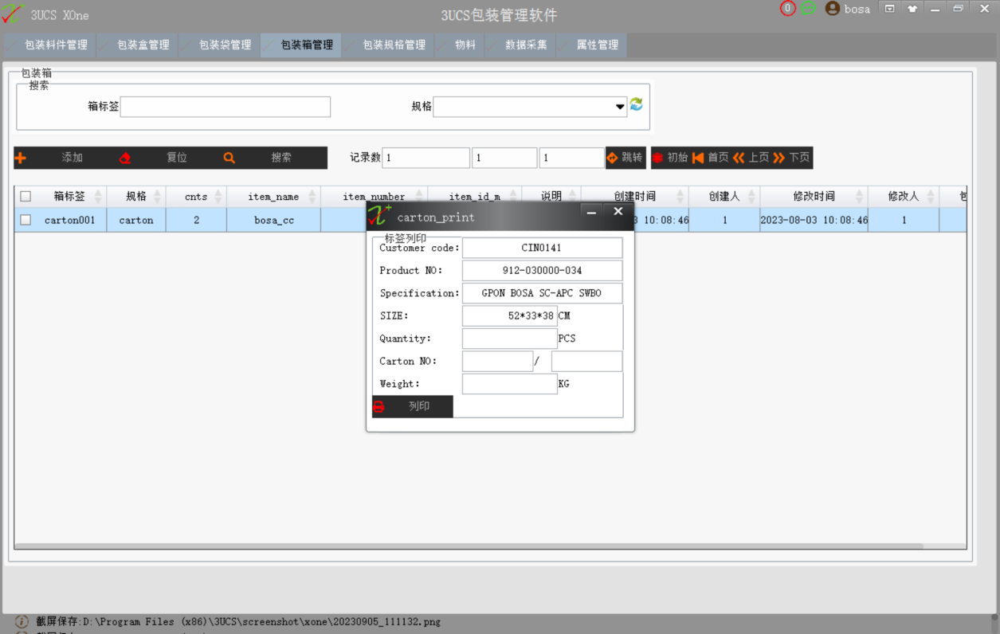 3UCS XOne
3UCS包装管理软件
0
bosa
包装料件管理 包装盒管理 包装袋管理 包装箱管理 包装规格管理 物料 数据采集 属性管理
包装箱
搜索
箱标签 规格
添加 复位 搜索 记录数 1 1 1 跳转 初始 首页 上页 下页
箱标签 规格 cnts item_name item_number item_id_m 说明 创建时间 创建人 修改时间 修改人
carton001 carton 2 bosa_cc 10:08:46 1 2023-08-03 10:08:46 1
carton_print
标签列印
Customer code: CIN0141
Product NO: 912-030000-034
Specification: GPON BOSA SC-APC SWBO
SIZE: 52*33*38 CM
Quantity: PCS
Carton NO: /
Weight: KG
列印
截屏保存:D:\Program Files (x86)\3UCS\screenshot\xone\20230905_111132.png